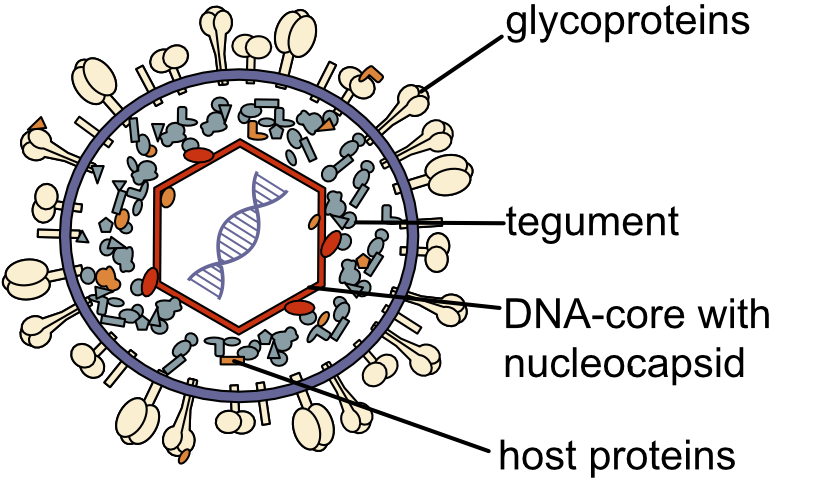 glycoproteins
tegument
DNA-core with
nucleocapsid
host proteins